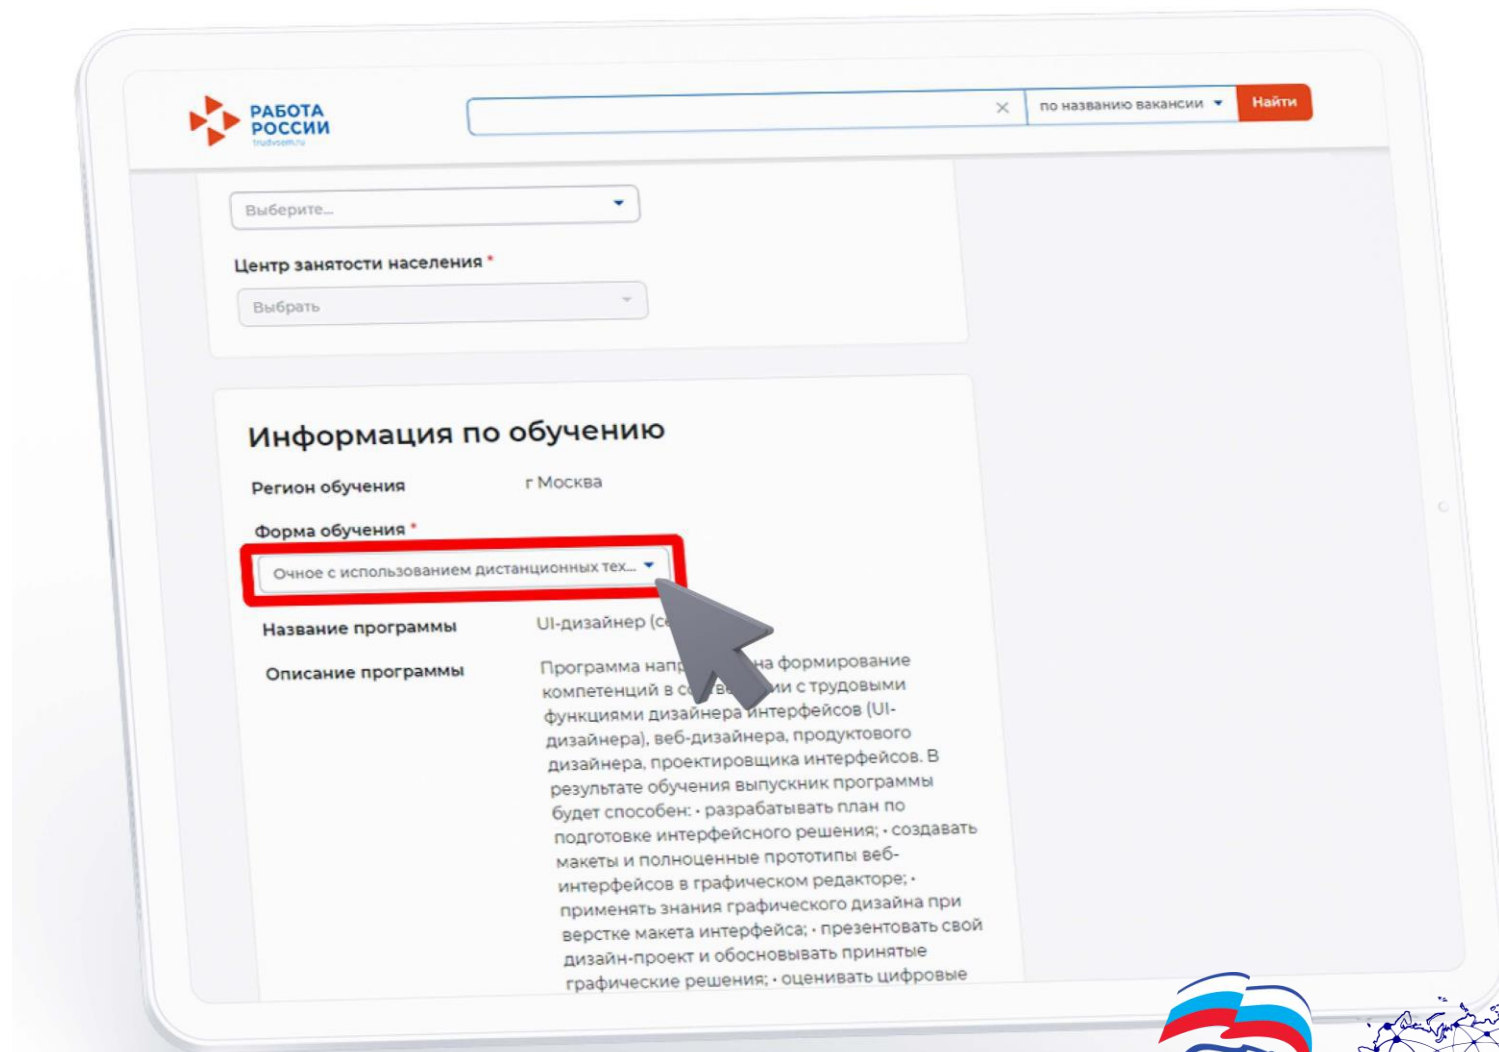 РАБОТА
РОССИИ
trudvsem.ru
по названию вакансии
Найти
Выберите...
Центр занятости населения *
Выбрать
Информация по обучению
Регион обучения г Москва
Форма обучения *
Очное с использованием дистанционных тех...
Название программы UI-дизайнер
Описание программы
Программа на формирование
компетенций в с трудовыми
функциями дизайнера интерфейсов (UI-
дизайнера), веб-дизайнера, продуктового
дизайнера, проектировщика интерфейсов. В
результате обучения выпускник программы
будет способен: • разрабатывать план по
подготовке интерфейсного решения; • создавать
макеты и полноценные прототипы веб-
интерфейсов в графическом редакторе; •
применять знания графического дизайна при
верстке макета интерфейса; • презентовать свой
дизайн-проект и обосновывать принятые
графические решения; • оценивать цифровые